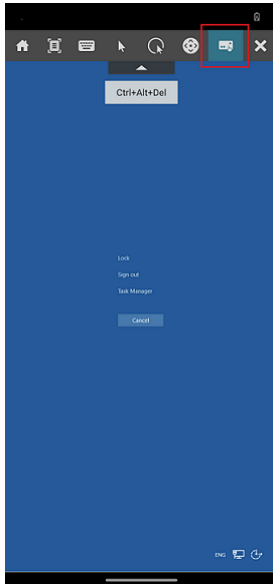 Ctrl+Alt+Del
Lock
Sign out
Task Manager
Cancel
ENG